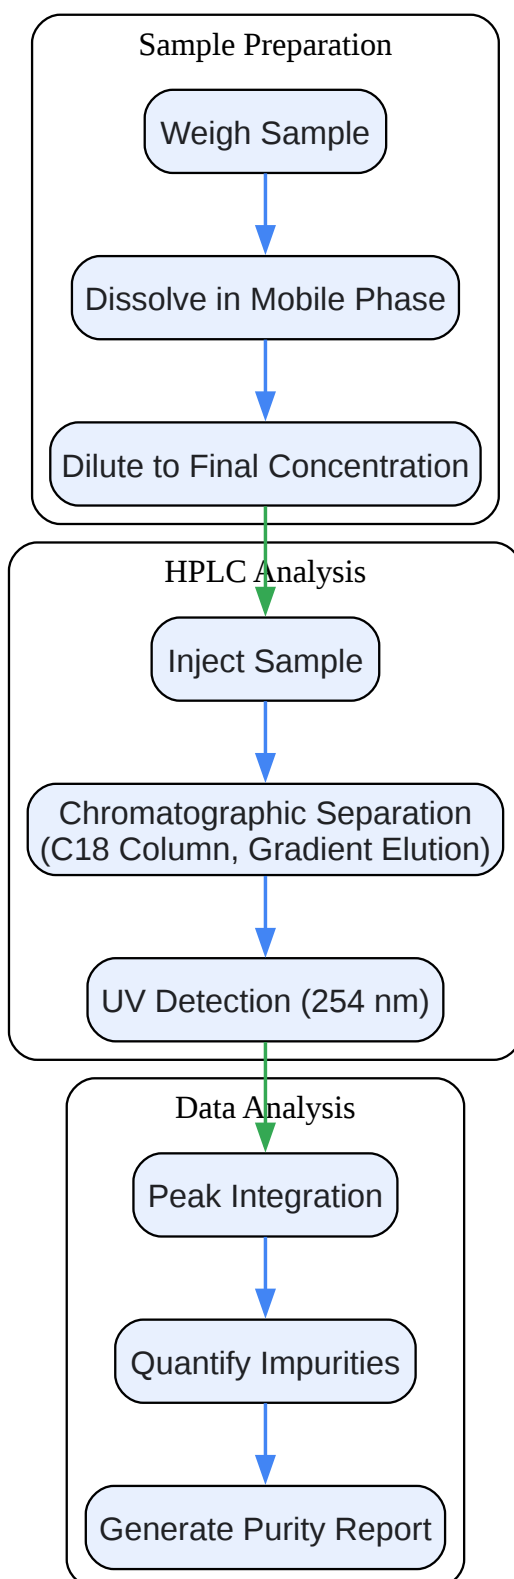 Sample Preparation
Weigh Sample
Dissolve in Mobile Phase
Dilute to Final Concentration
HPLC Analysis
Inject Sample
Chromatographic Separation
(C18 Column, Gradient Elution)
UV Detection (254 nm)
Data Analysis
Peak Integration
Quantify Impurities
Generate Purity Report